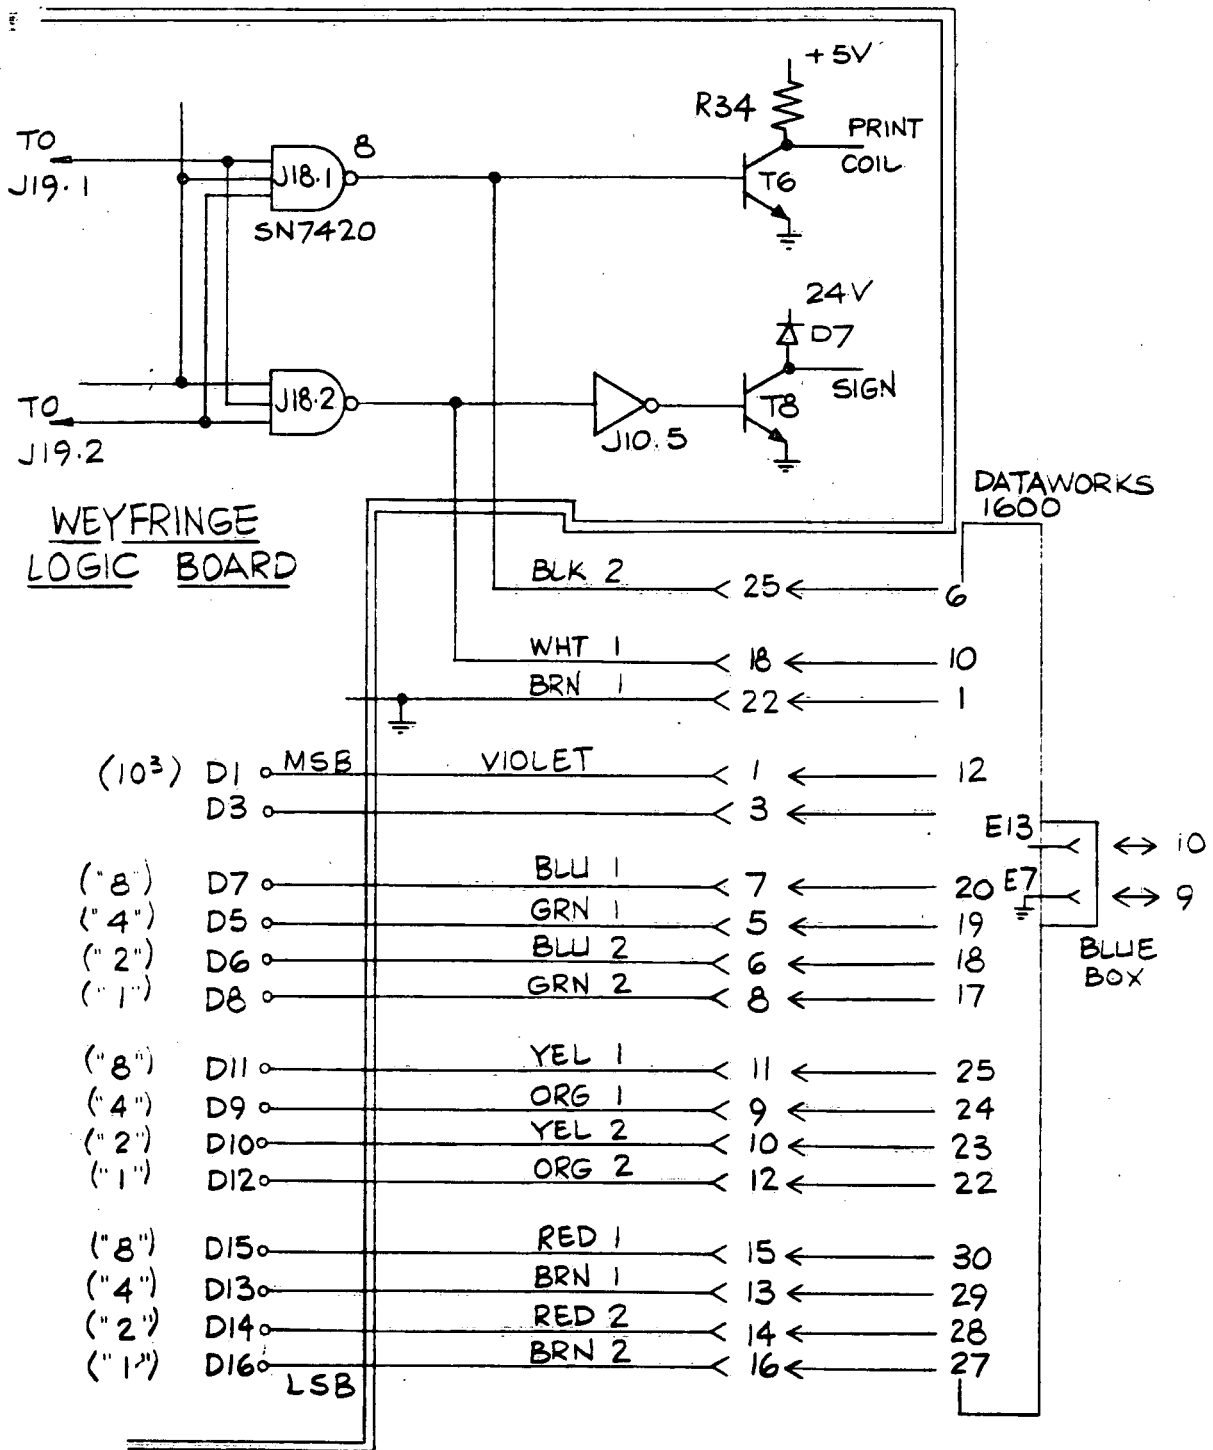 +5V
R34
PRINT
COIL
TO
J19.1
8
J18.1
SN7420
T6
24V
D7
SIGN
TO
J19.2
J18.2
J10.5
T8
WEYFRINGE
LOGIC BOARD
DATAWORKS
1600
BLK 2 25 6
WHT 1 18 10
BRN 1 22 1
(10³) D1 MSB VIOLET 1 12
D3 3
E13 10
("8") D7 BLU 1 7 20 E7 9
("4") D5 GRN 1 5 19
("2") D6 BLU 2 6 18
("1") D8 GRN 2 8 17
BLUE
BOX
("8") D11 YEL 1 11 25
("4") D9 ORG 1 9 24
("2") D10 YEL 2 10 23
("1") D12 ORG 2 12 22
("8") D15 RED 1 15 30
("4") D13 BRN 1 13 29
("2") D14 RED 2 14 28
("1") D16 BRN 2 16 27
LSB